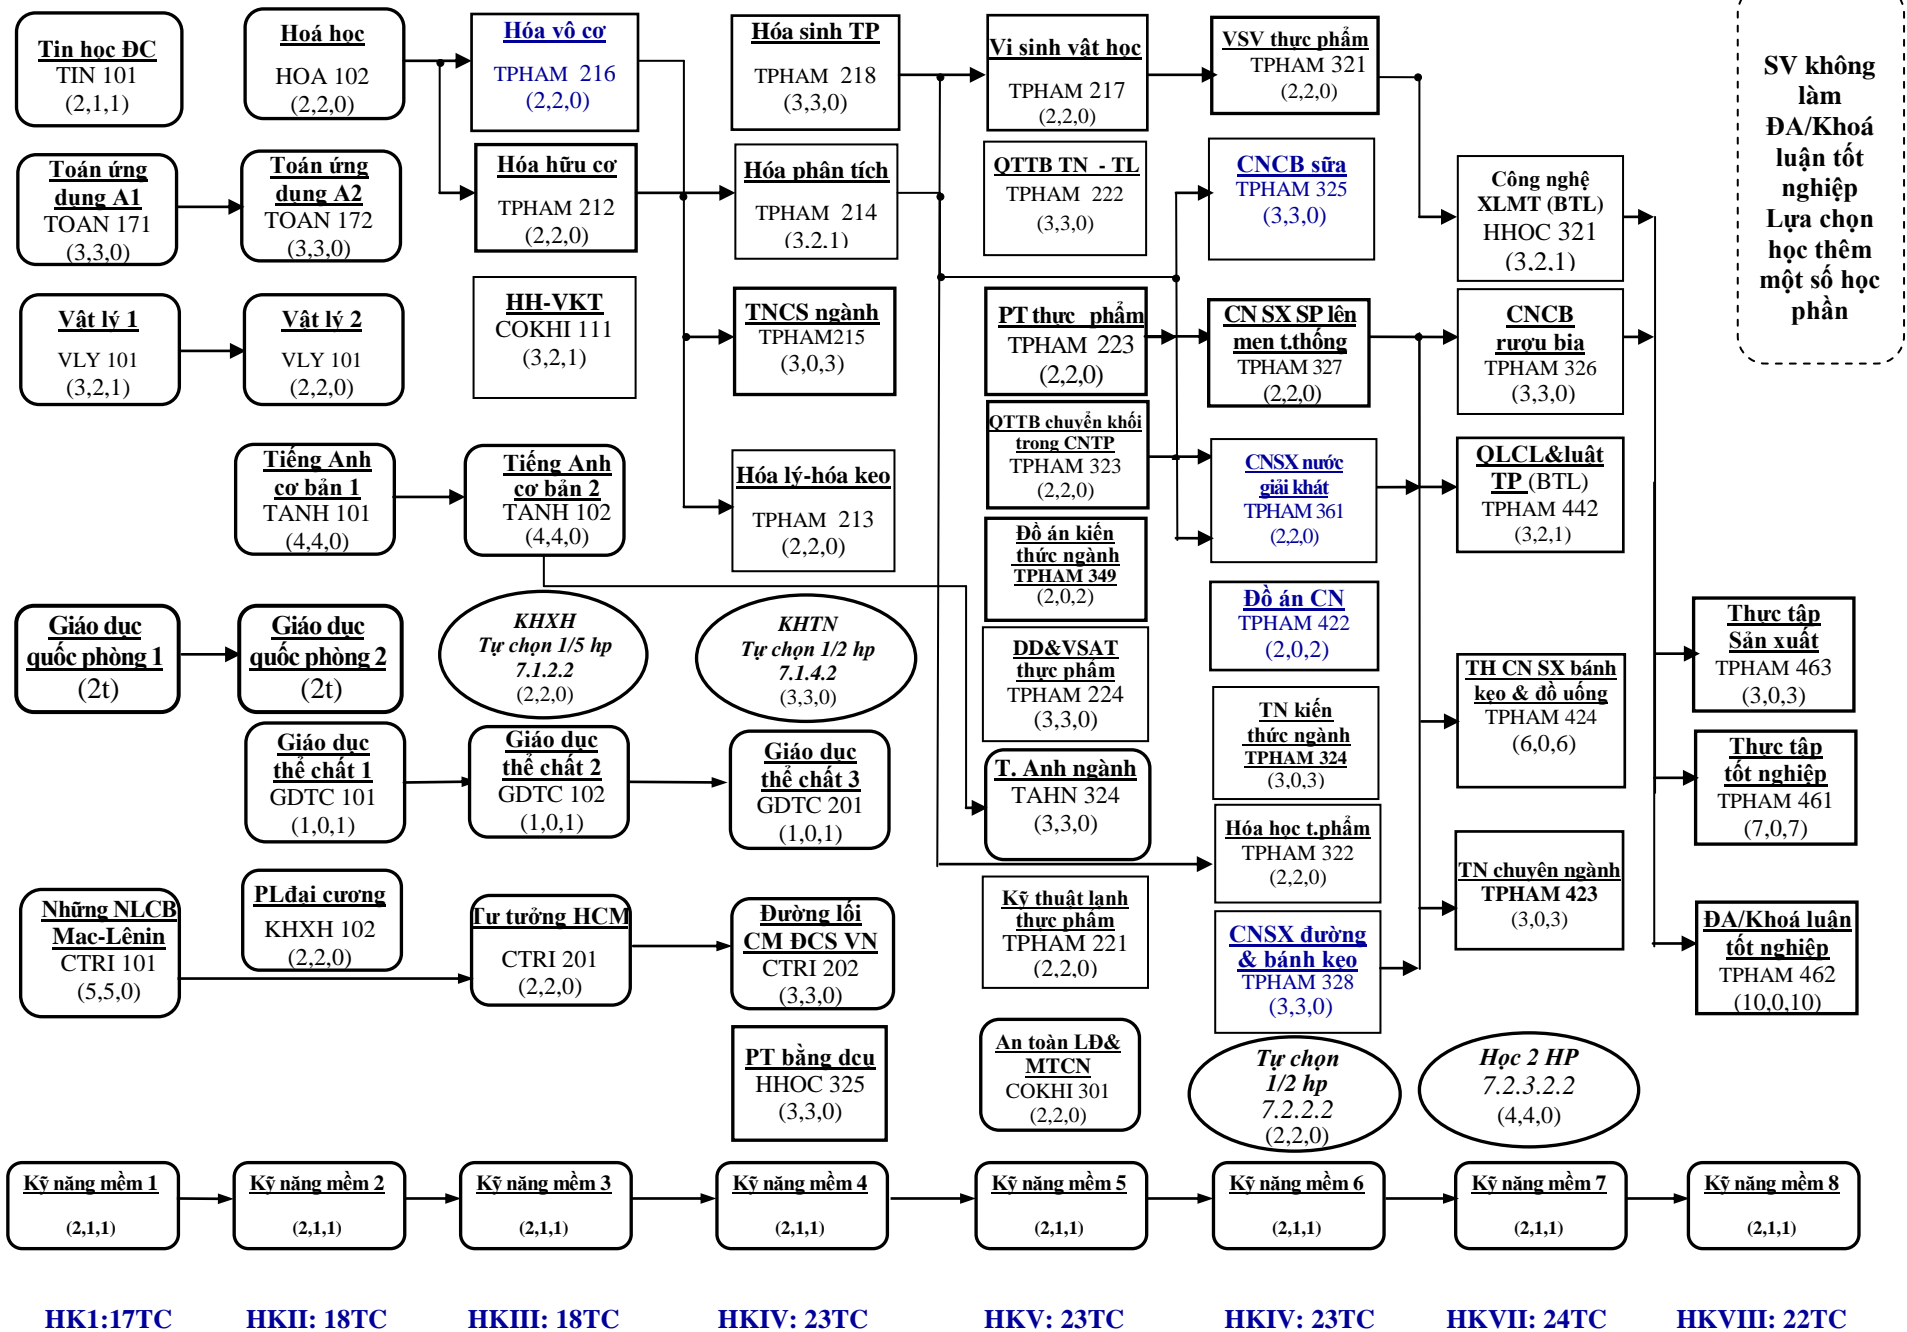 Tin học ĐC
TIN 101
(2,1,1)
Toán ứng
dụng A1
TOAN 171
(3,3,0)
Vật lý 1
VLY 101
(3,2,1)
Giáo dục
quốc phòng 1
(2t)
Những NLCB
Mac-Lênin
CTRI 101
(5,5,0)
Kỹ năng mềm 1
(2,1,1)
HK1:17TC
Hoá học
HOA 102
(2,2,0)
Toán ứng
dụng A2
TOAN 172
(3,3,0)
Vật lý 2
VLY 101
(2,2,0)
Tiếng Anh
cơ bản 1
TANH 101
(4,4,0)
Giáo dục
quốc phòng 2
(2t)
Giáo dục
thể chất 1
GDTC 101
(1,0,1)
PLđại cương
KHXH 102
(2,2,0)
Kỹ năng mềm 2
(2,1,1)
HKII: 18TC
Hóa vô cơ
TPHAM 216
(2,2,0)
Hóa hữu cơ
TPHAM 212
(2,2,0)
HH-VKT
COKHI 111
(3,2,1)
Tiếng Anh
cơ bản 2
TANH 102
(4,4,0)
KHXH
Tự chọn 1/5 hp
7.1.2.2
(2,2,0)
Giáo dục
thể chất 2
GDTC 102
(1,0,1)
Tư tưởng HCM
CTRI 201
(2,2,0)
Kỹ năng mềm 3
(2,1,1)
HKIII: 18TC
Hóa sinh TP
TPHAM 218
(3,3,0)
Hóa phân tích
TPHAM 214
(3.2.1)
TNCS ngành
TPHAM215
(3,0,3)
Hóa lý-hóa keo
TPHAM 213
(2,2,0)
KHTN
Tự chọn 1/2 hp
7.1.4.2
(3,3,0)
Giáo dục
thể chất 3
GDTC 201
(1,0,1)
Đường lối
CM ĐCS VN
CTRI 202
(3,3,0)
PT bằng dcụ
HHOC 325
(3,3,0)
Kỹ năng mềm 4
(2,1,1)
HKIV: 23TC
Vi sinh vật học
TPHAM 217
(2,2,0)
QTTB TN - TL
TPHAM 222
(3,3,0)
PT thực phẩm
TPHAM 223
(2,2,0)
QTTB chuyển khối
trong CNTP
TPHAM 323
(2,2,0)
Đồ án kiến
thức ngành
TPHAM 349
(2,0,2)
DD&VSAT
thực phẩm
TPHAM 224
(3,3,0)
T. Anh ngành
TAHN 324
(3,3,0)
Kỹ thuật lạnh
thực phẩm
TPHAM 221
(2,2,0)
An toàn LĐ&
MTCN
COKHI 301
(2,2,0)
Kỹ năng mềm 5
(2,1,1)
HKV: 23TC
VSV thực phẩm
TPHAM 321
(2,2,0)
CNCB sữa
TPHAM 325
(3,3,0)
CN SX SP lên
men t.thống
TPHAM 327
(2,2,0)
CNSX nước
giải khát
TPHAM 361
(2,2,0)
Đồ án CN
TPHAM 422
(2,0,2)
TN kiến
thức ngành
TPHAM 324
(3,0,3)
Hóa học t.phẩm
TPHAM 322
(2,2,0)
CNSX đường
& bánh kẹo
TPHAM 328
(3,3,0)
Tự chọn
1/2 hp
7.2.2.2
(2,2,0)
Kỹ năng mềm 6
(2,1,1)
HKIV: 23TC
Công nghệ
XLMT (BTL)
HHOC 321
(3,2,1)
CNCB
rượu bia
TPHAM 326
(3,3,0)
QLCL&luật
TP (BTL)
TPHAM 442
(3,2,1)
TH CN SX bánh
kẹo & đồ uống
TPHAM 424
(6,0,6)
TN chuyên ngành
TPHAM 423
(3,0,3)
Học 2 HP
7.2.3.2.2
(4,4,0)
Kỹ năng mềm 7
(2,1,1)
HKVII: 24TC
SV không
làm
ĐA/Khoá
luận tốt
nghiệp
Lựa chọn
học thêm
một số học
phần
Thực tập
Sản xuất
TPHAM 463
(3,0,3)
Thực tập
tốt nghiệp
TPHAM 461
(7,0,7)
ĐA/Khoá luận
tốt nghiệp
TPHAM 462
(10,0,10)
Kỹ năng mềm 8
(2,1,1)
HKVIII: 22TC